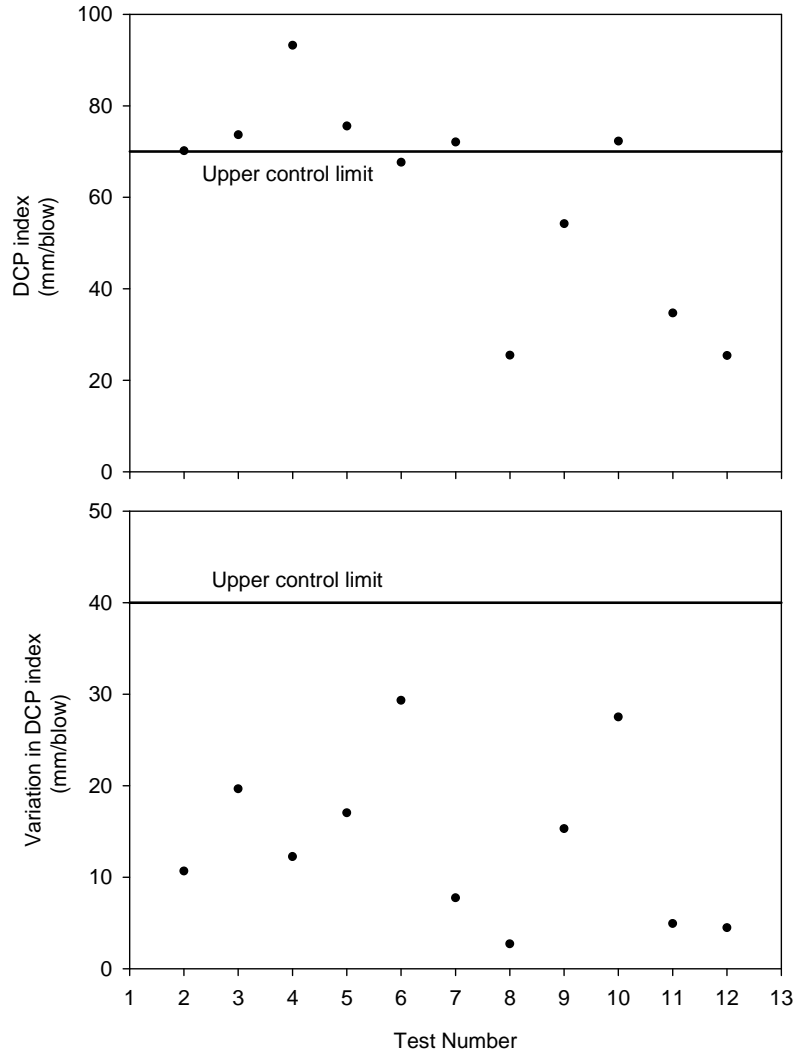 100
80
60
40
20
0
DCP index
(mm/blow)
Upper control limit
50
40
30
20
10
0
Variation in DCP index
(mm/blow)
Upper control limit
1 2 3 4 5 6 7 8 9 10 11 12 13
Test Number